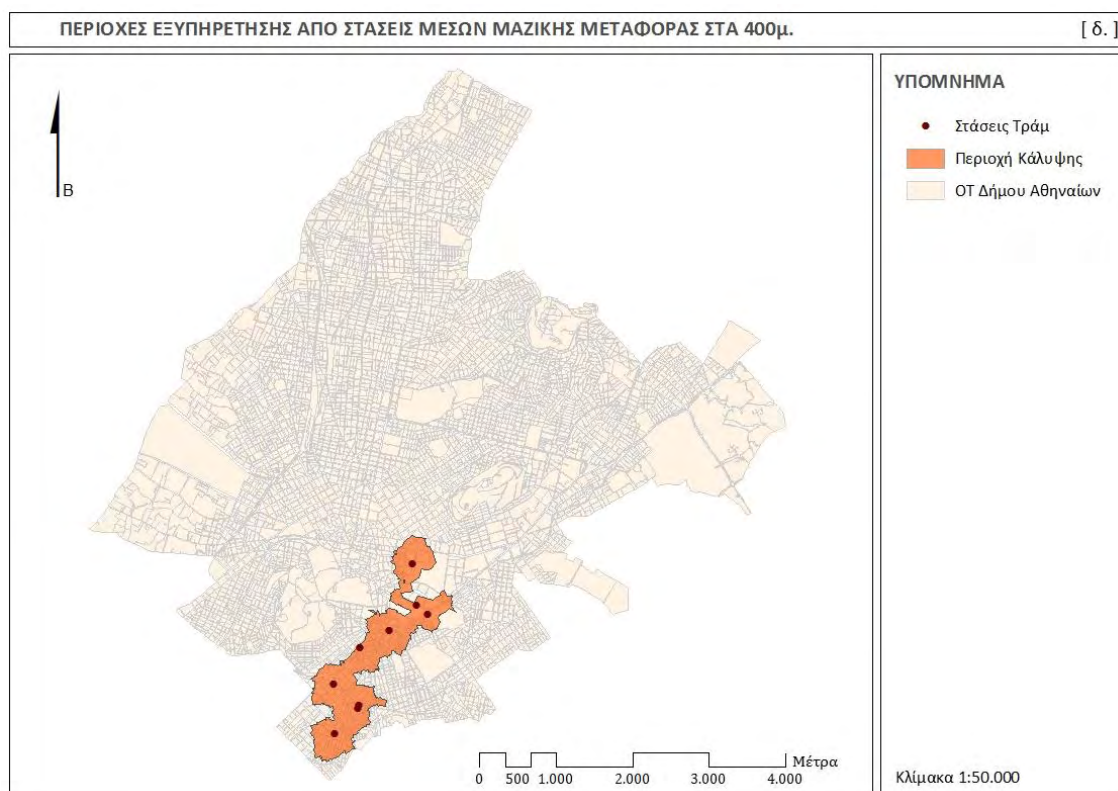 ΠΕΡΙΟΧΕΣ ΕΞΥΠΗΡΕΤΗΣΗΣ ΑΠΟ ΣΤΑΣΕΙΣ ΜΕΣΩΝ ΜΑΖΙΚΗΣ ΜΕΤΑΦΟΡΑΣ ΣΤΑ 400μ. [ δ. ]
Β
ΥΠΟΜΝΗΜΑ
Στάσεις Τράμ
Περιοχή Κάλυψης
ΟΤ Δήμου Αθηναίων
Μέτρα
0 500 1.000 2.000 3.000 4.000
Κλίμακα 1:50.000